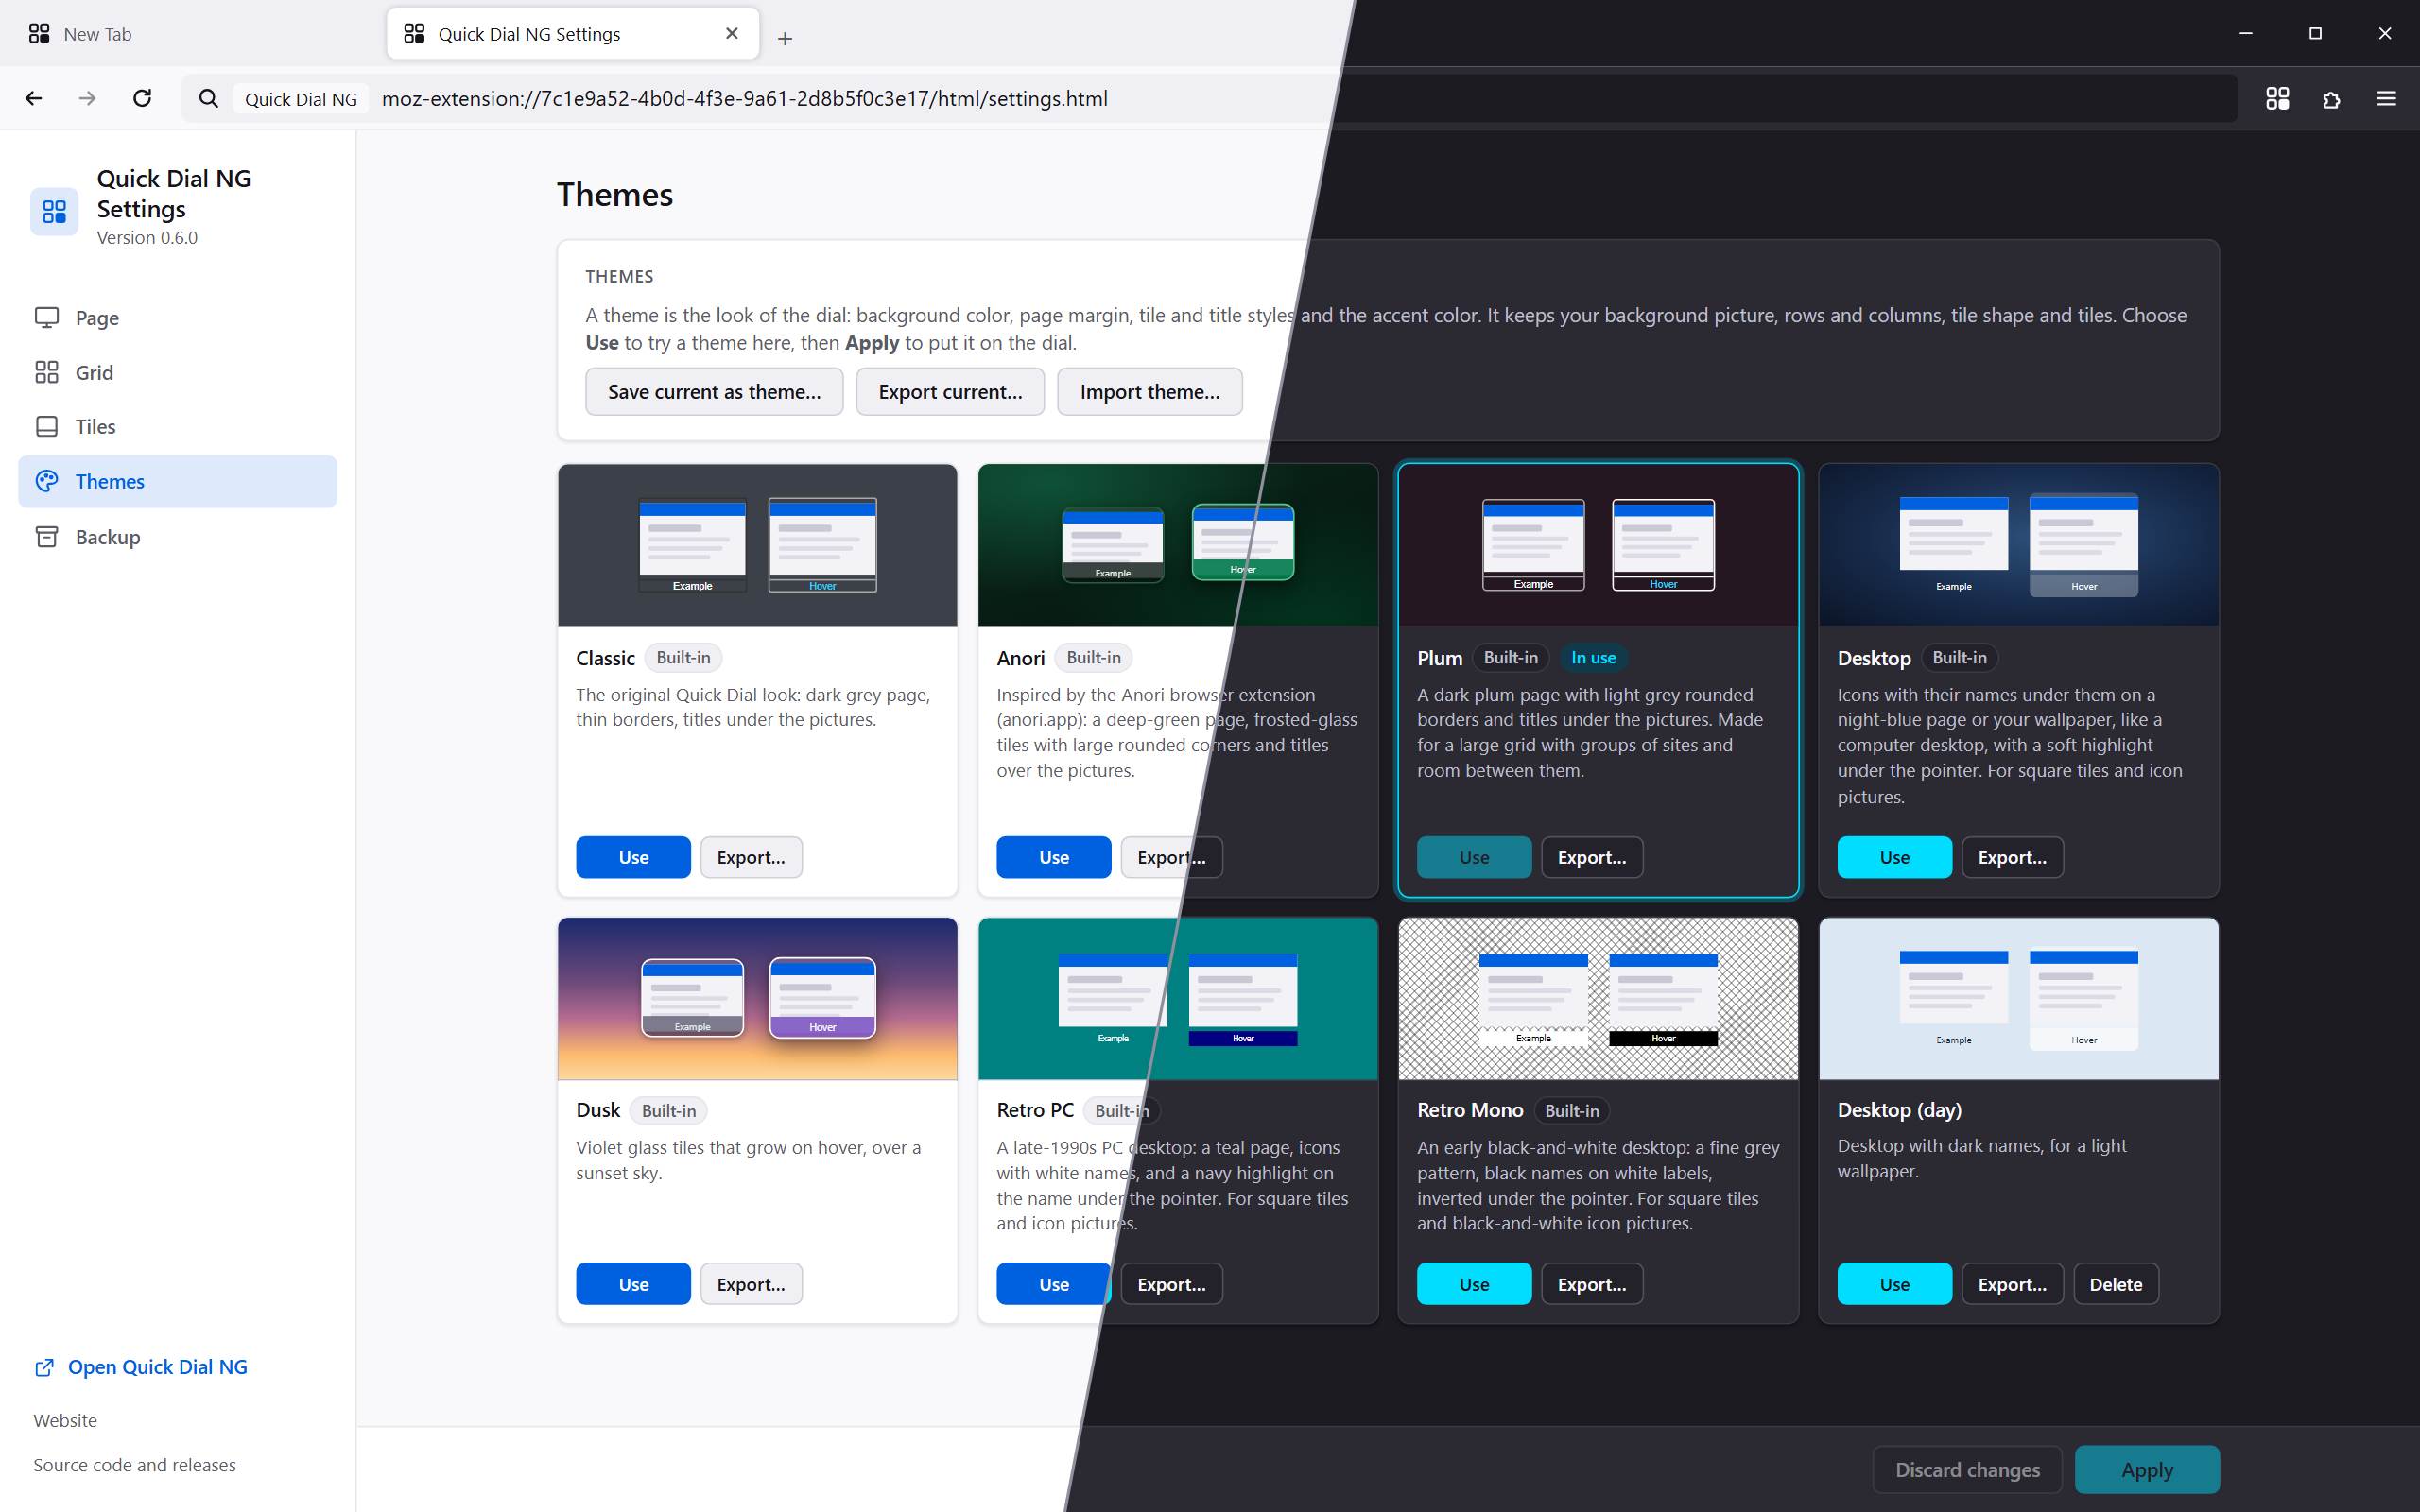 New Tab
Quick Dial NG Settings
Quick Dial NG
moz-extension://7c1e9a52-4b0d-4f3e-9a61-2d8b5f0c3e17/html/settings.html
Quick Dial NG
Settings
Version 0.6.0
Page
Grid
Tiles
Themes
Backup
Open Quick Dial NG
Website
Source code and releases
Themes
THEMES
A theme is the look of the dial: background color, page margin, tile and title styles and the accent color. It keeps your background picture, rows and columns, tile shape and tiles. Choose
Use to try a theme here, then Apply to put it on the dial.
Save current as theme...
Export current...
Import theme...
Example
Hover
Classic
Built-in
The original Quick Dial look: dark grey page,
thin borders, titles under the pictures.
Use
Export...
Example
Hover
Anori
Built-in
Inspired by the Anori browser extension
(anori.app): a deep-green page, frosted-glass
tiles with large rounded corners and titles
over the pictures.
Use
Export...
Example
Hover
Plum
Built-in
In use
A dark plum page with light grey rounded
borders and titles under the pictures. Made
for a large grid with groups of sites and
room between them.
Use
Export...
Example
Hover
Desktop
Built-in
Icons with their names under them on a
night-blue page or your wallpaper, like a
computer desktop, with a soft highlight
under the pointer. For square tiles and icon
pictures.
Use
Export...
Example
Hover
Dusk
Built-in
Violet glass tiles that grow on hover, over a
sunset sky.
Use
Export...
Example
Hover
Retro PC
Built-in
A late-1990s PC desktop: a teal page, icons
with white names, and a navy highlight on
the name under the pointer. For square tiles
and icon pictures.
Use
Export...
Example
Hover
Retro Mono
Built-in
An early black-and-white desktop: a fine grey
pattern, black names on white labels,
inverted under the pointer. For square tiles
and black-and-white icon pictures.
Use
Export...
Example
Hover
Desktop (day)
Desktop with dark names, for a light
wallpaper.
Use
Export...
Delete
Discard changes
Apply